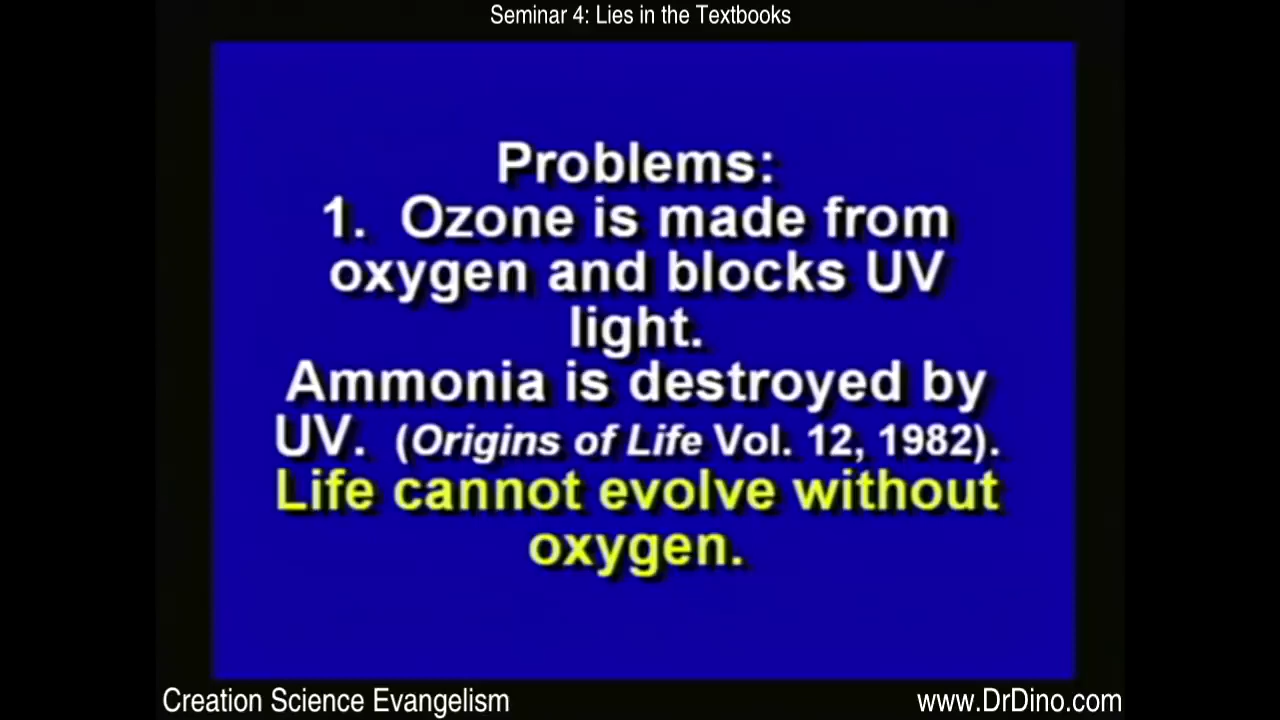 Seminar 4: Lies in the Textbooks
Problems:
1. Ozone is made from
oxygen and blocks UV
light.
Ammonia is destroyed by
UV. (Origins of Life Vol. 12, 1982).
Life cannot evolve without
oxygen.
Creation Science Evangelism
www.DrDino.com